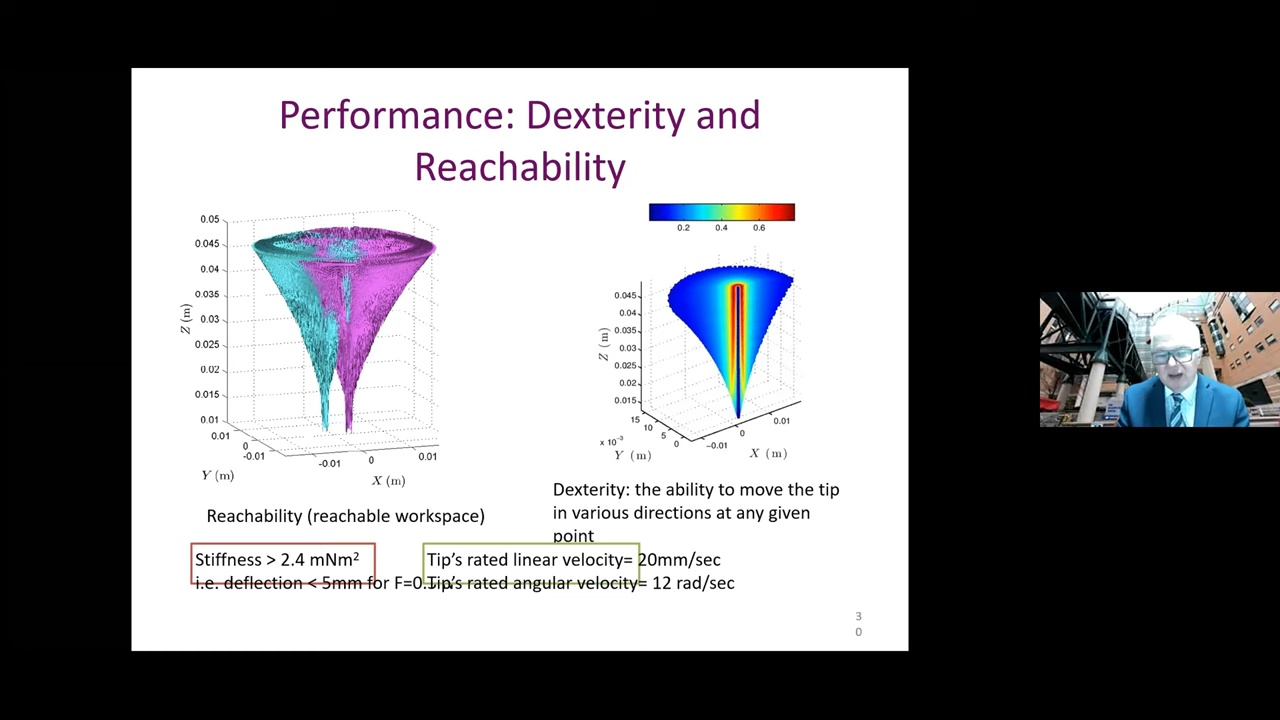 Performance: Dexterity and
Reachability
0.05
0.045
0.04
0.035
0.03
0.025
0.02
0.015
0.01
Z (m)
0.01
0
-0.01
Y (m)
-0.01
0
0.01
X (m)
Reachability (reachable workspace)
0.2 0.4 0.6
0.045
0.04
0.035
0.03
0.025
0.02
0.015
Z (m)
15
10
5
0
x 10-3
Y (m)
-0.01
0
0.01
X (m)
Dexterity: the ability to move the tip
in various directions at any given
point
Stiffness > 2.4 mNm²
i.e. deflection < 5mm for F=0.
Tip's rated linear velocity= 20mm/sec
Tip's rated angular velocity= 12 rad/sec
3
0